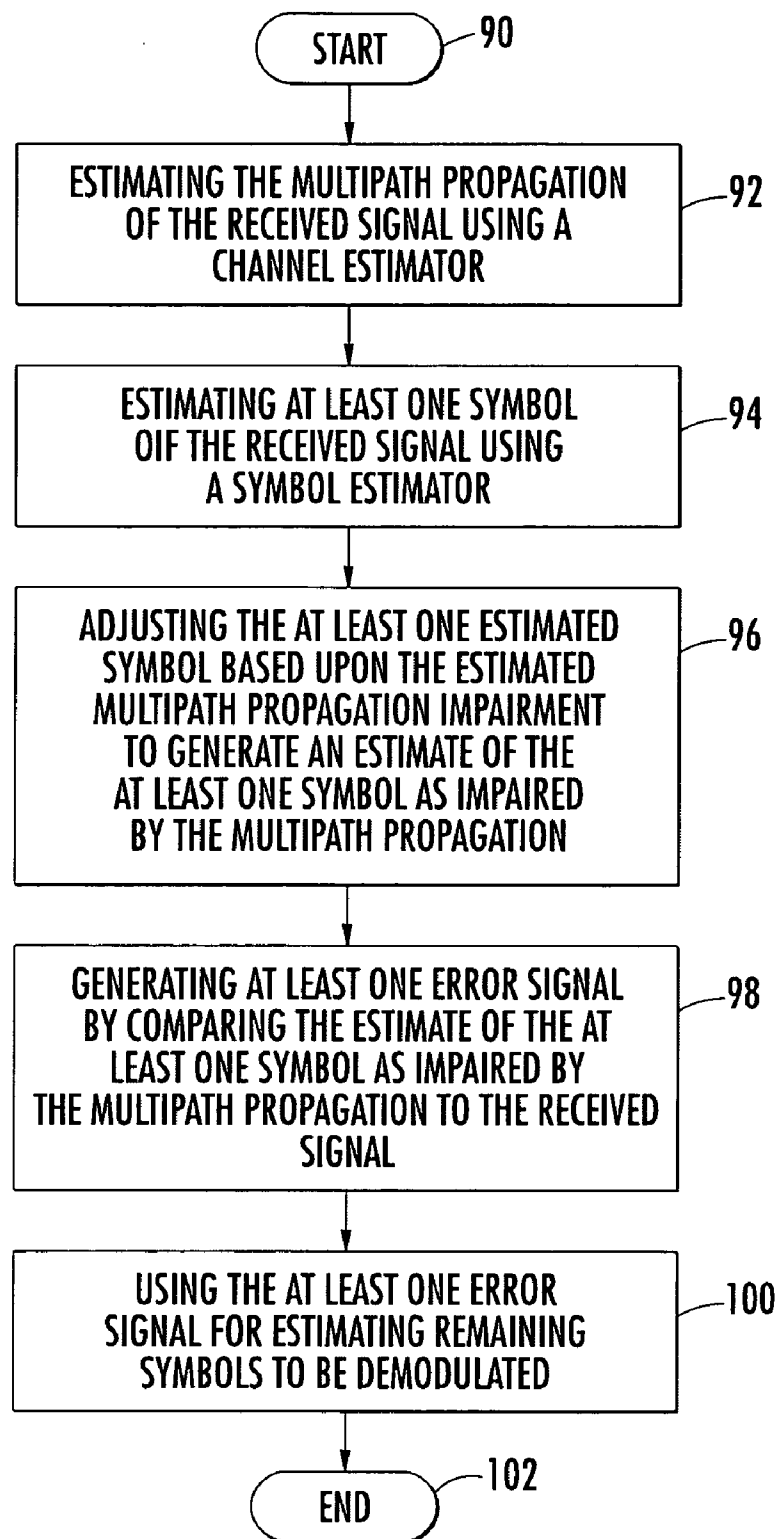 START
90
ESTIMATING THE MULTIPATH PROPAGATION
OF THE RECEIVED SIGNAL USING A
CHANNEL ESTIMATOR
92
ESTIMATING AT LEAST ONE SYMBOL
OIF THE RECEIVED SIGNAL USING
A SYMBOL ESTIMATOR
94
ADJUSTING THE AT LEAST ONE ESTIMATED
SYMBOL BASED UPON THE ESTIMATED
MULTIPATH PROPAGATION IMPAIRMENT
TO GENERATE AN ESTIMATE OF THE
AT LEAST ONE SYMBOL AS IMPAIRED
BY THE MULTIPATH PROPAGATION
96
GENERATING AT LEAST ONE ERROR SIGNAL
BY COMPARING THE ESTIMATE OF THE AT
LEAST ONE SYMBOL AS IMPAIRED BY
THE MULTIPATH PROPAGATION TO THE RECEIVED
SIGNAL
98
USING THE AT LEAST ONE ERROR
SIGNAL FOR ESTIMATING REMAINING
SYMBOLS TO BE DEMODULATED
100
END
102